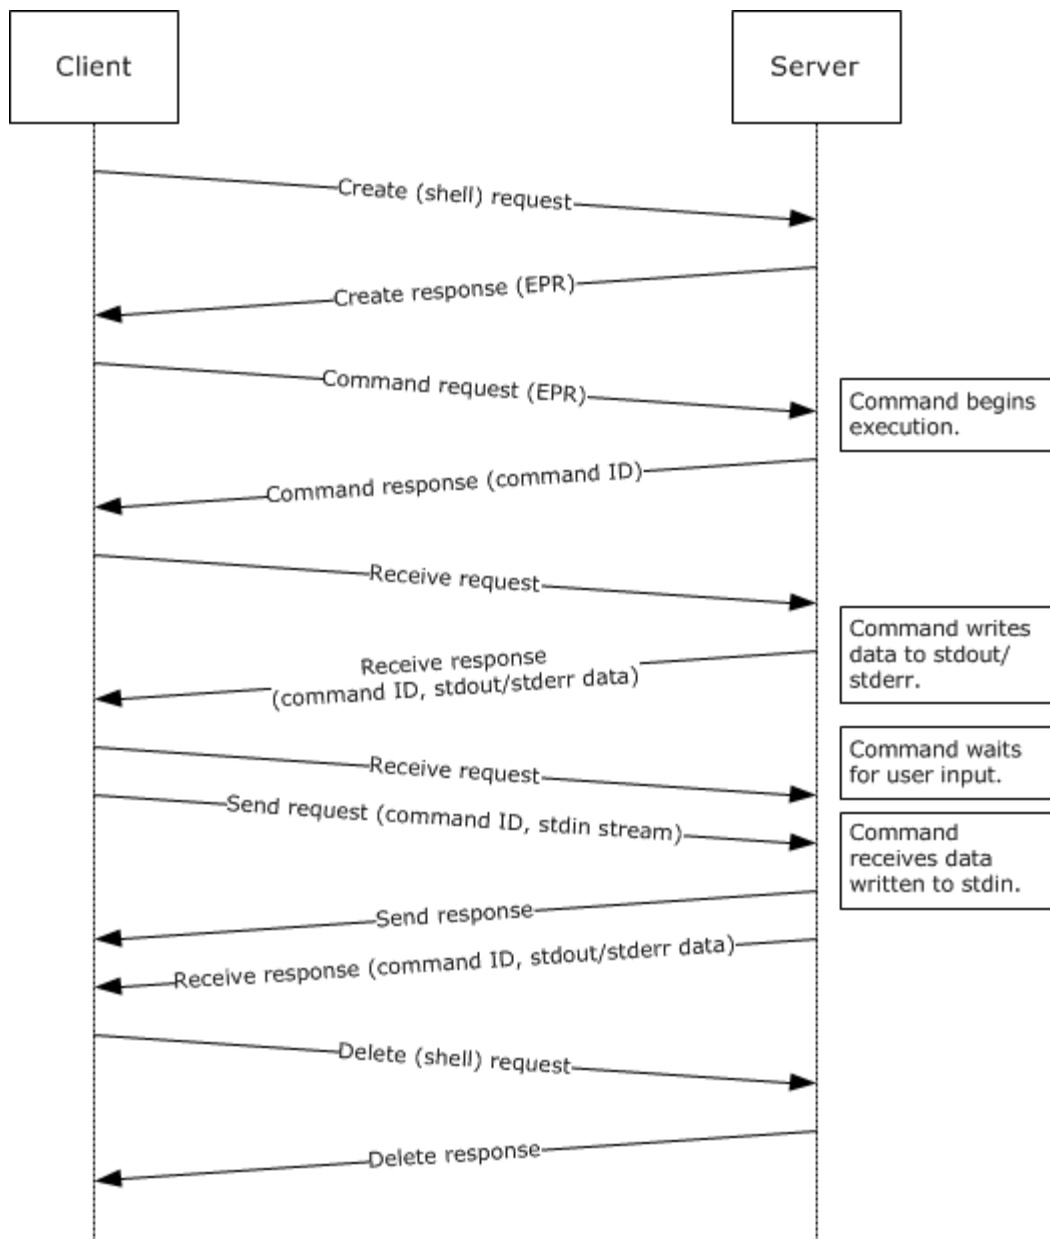 Client
Server
Create (shell) request
Create response (EPR)
Command request (EPR)
Command begins
execution.
Command response (command ID)
Receive request
Command writes
data to stdout/
stderr.
Receive response
(command ID, stdout/stderr data)
Command waits
for user input.
Receive request
Send request (command ID, stdin stream)
Command
receives data
written to stdin.
Send response
Receive response (command ID, stdout/stderr data)
Delete (shell) request
Delete response